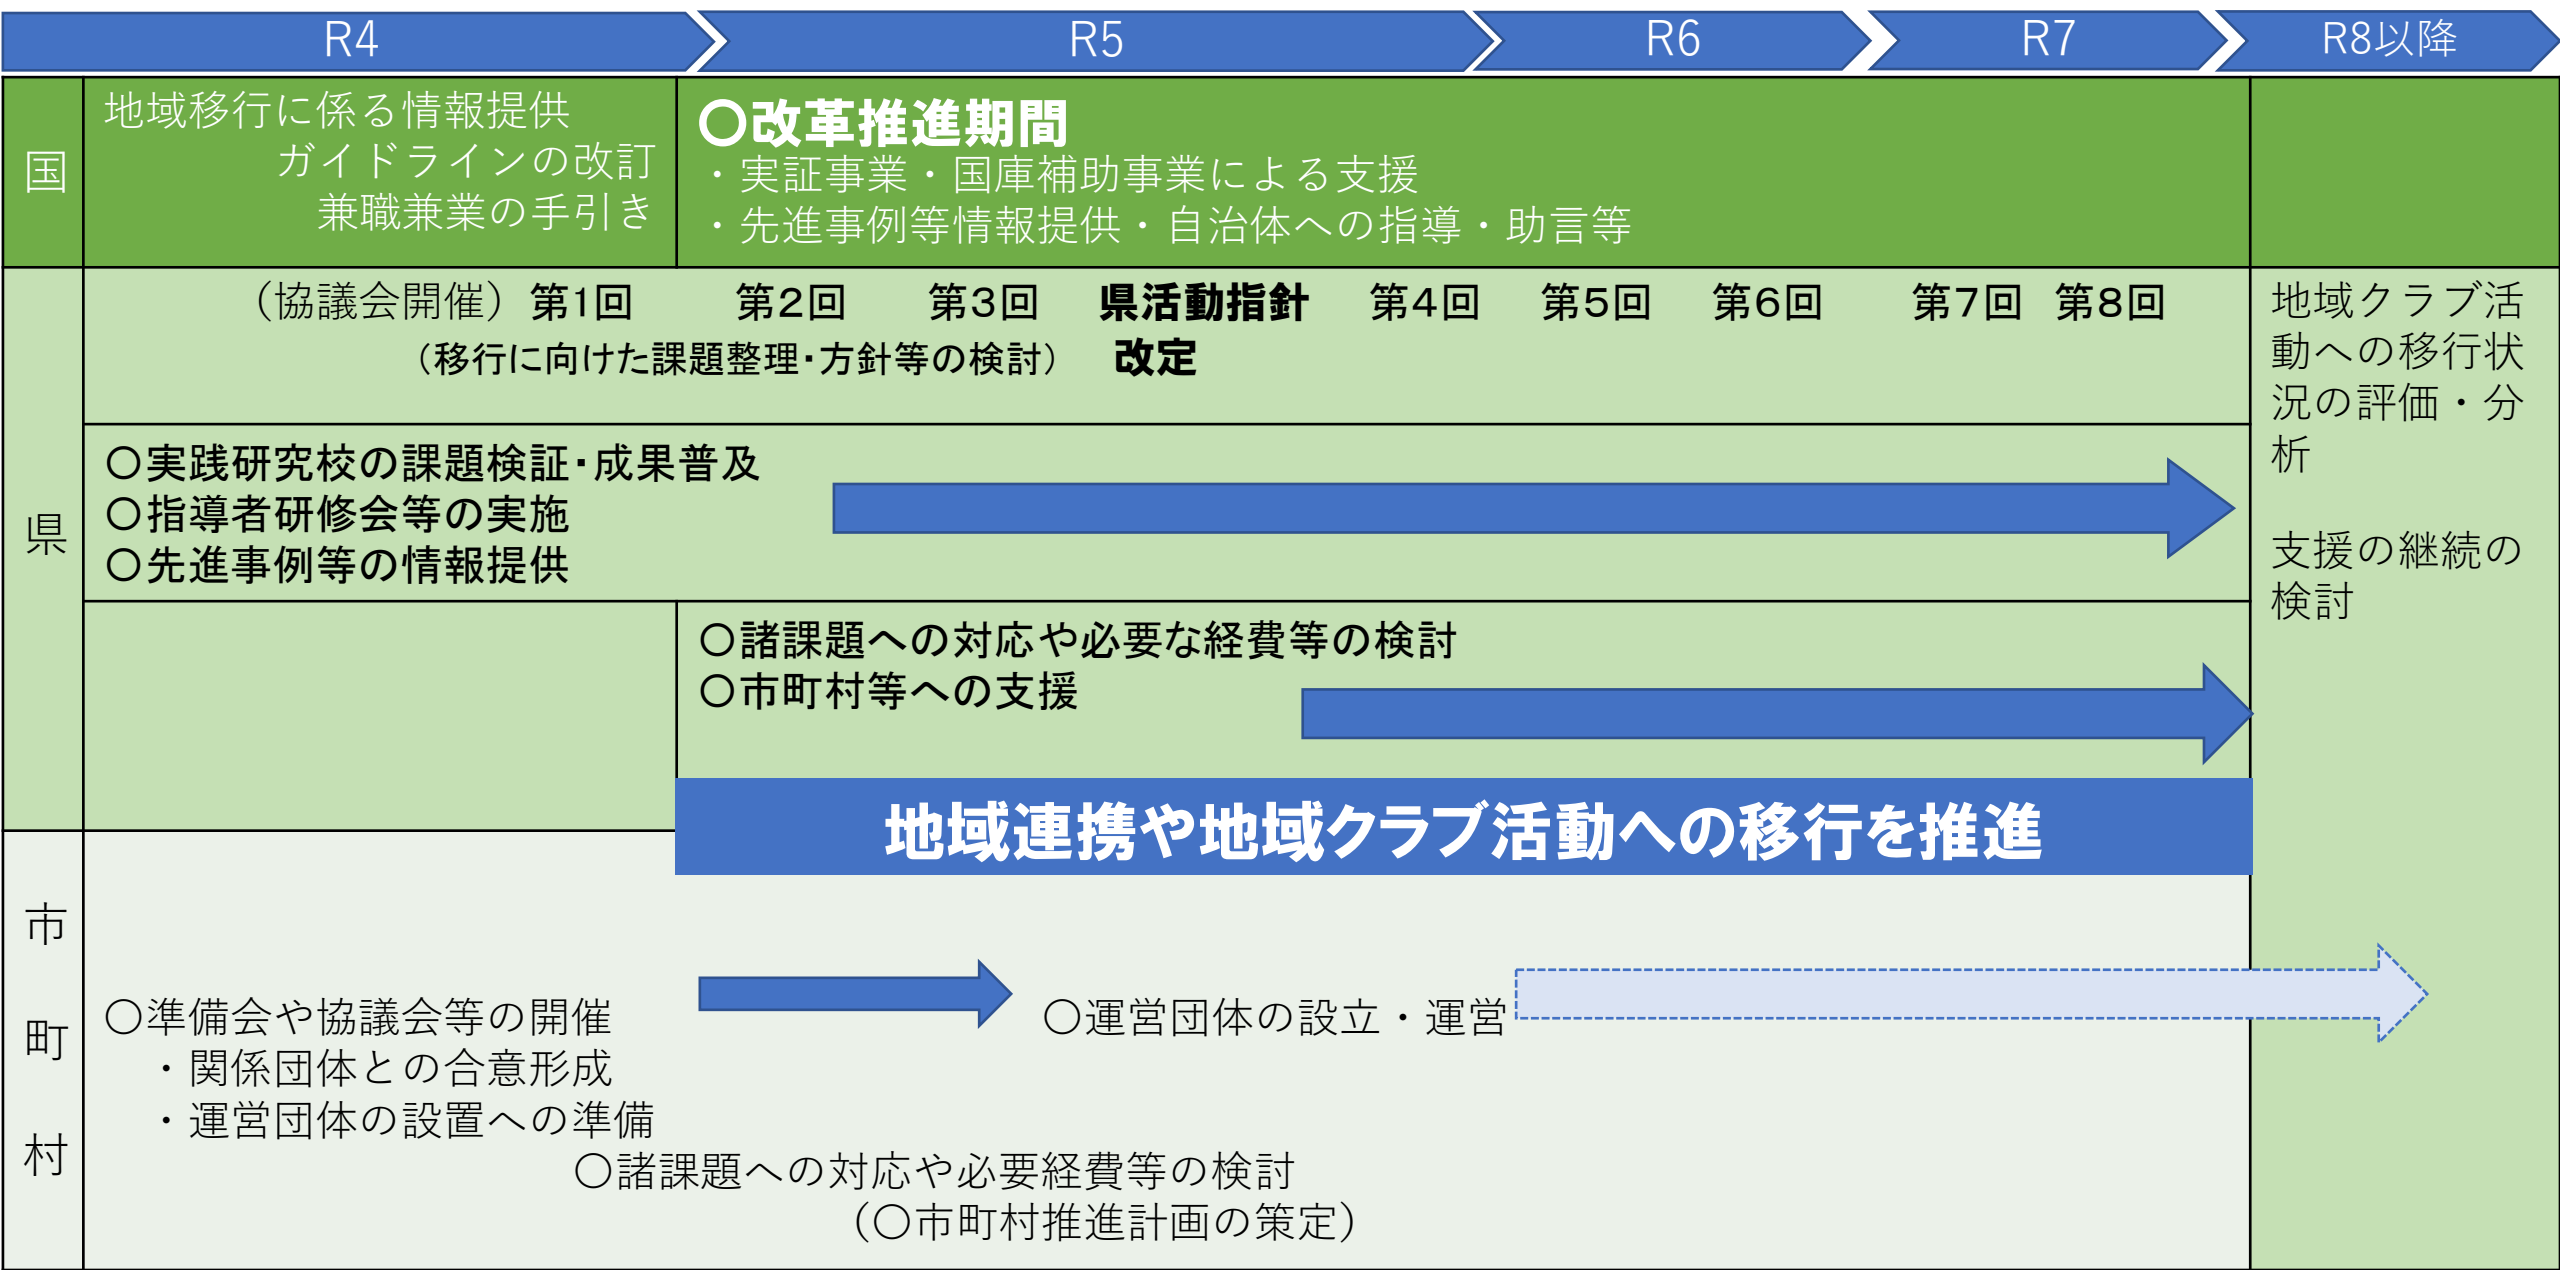 R4 R5 R6 R7 R8以降
国
地域移行に係る情報提供
ガイドラインの改訂
兼職兼業の手引き
〇改革推進期間
・実証事業・国庫補助事業による支援
・先進事例等情報提供・自治体への指導・助言等
県
（協議会開催）第1回 第2回 第3回 県活動指針 第4回 第5回 第6回 第7回 第8回
（移行に向けた課題整理・方針等の検討） 改定
〇実践研究校の課題検証・成果普及
〇指導者研修会等の実施
〇先進事例等の情報提供
〇諸課題への対応や必要な経費等の検討
〇市町村等への支援
地域クラブ活
動への移行状
況の評価・分
析
支援の継続の
検討
地域連携や地域クラブ活動への移行を推進
市
町
村
〇準備会や協議会等の開催
・関係団体との合意形成
・運営団体の設置への準備
〇運営団体の設立・運営
〇諸課題への対応や必要経費等の検討
（〇市町村推進計画の策定）